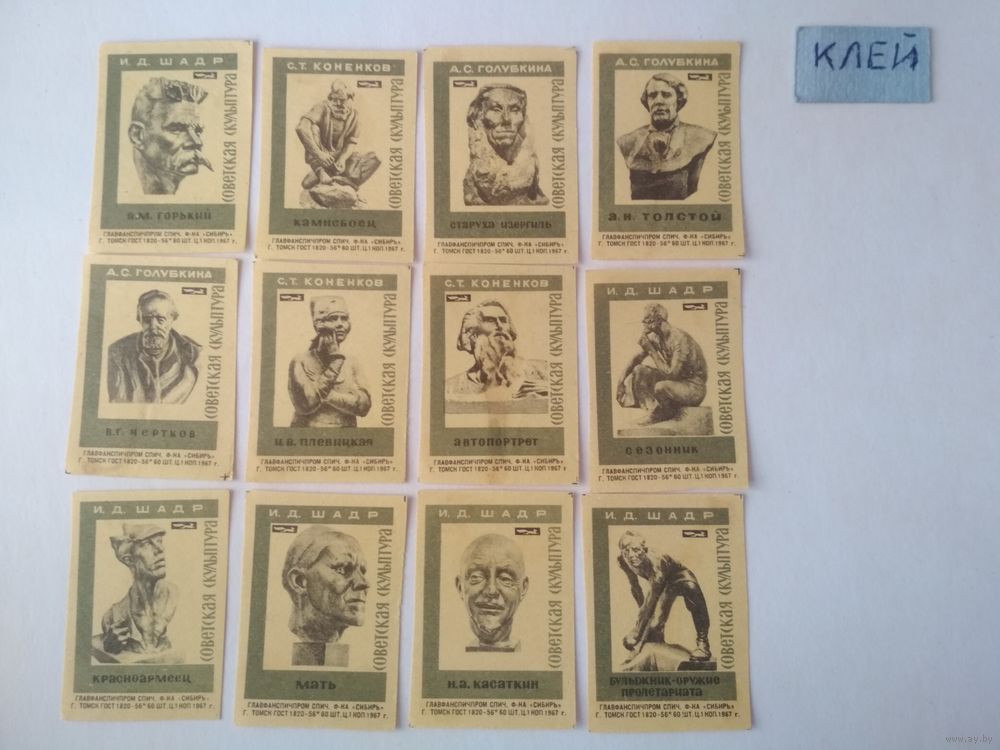 КЛЕЙ
И.Д. ШАДР
СОВЕТСКАЯ СКУЛЬПТУРА
А.М. ГОРЬКИЙ
ГЛАВФАНСПИЧПРОМ СПИЧ. Ф-КА «СИБИРЬ»
Г. ТОМСК ГОСТ 1820-56* 60 ШТ. Ц.1 КОП. 1967 г.
С.Т. КОНЕНКОВ
СОВЕТСКАЯ СКУЛЬПТУРА
КАМНЕБОЕЦ
ГЛАВФАНСПИЧПРОМ СПИЧ. Ф-КА «СИБИРЬ»
Г. ТОМСК ГОСТ 1820-56* 60 ШТ. Ц.1 КОП. 1967 г.
А.С. ГОЛУБКИНА
СОВЕТСКАЯ СКУЛЬПТУРА
СТАРУХА ИЗЕРГИЛЬ
ГЛАВФАНСПИЧПРОМ СПИЧ. Ф-КА «СИБИРЬ»
Г. ТОМСК ГОСТ 1820-56* 60 ШТ. Ц.1 КОП. 1967 г.
А.С. ГОЛУБКИНА
СОВЕТСКАЯ СКУЛЬПТУРА
А.Н. ТОЛСТОЙ
ГЛАВФАНСПИЧПРОМ СПИЧ. Ф-КА «СИБИРЬ»
Г. ТОМСК ГОСТ 1820-56* 60 ШТ. Ц.1 КОП. 1967 г.
А.С. ГОЛУБКИНА
СОВЕТСКАЯ СКУЛЬПТУРА
В.Г. ЧЕРТКОВ
ГЛАВФАНСПИЧПРОМ СПИЧ. Ф-КА «СИБИРЬ»
Г. ТОМСК ГОСТ 1820-56* 60 ШТ. Ц.1 КОП. 1967 г.
С.Т. КОНЕНКОВ
СОВЕТСКАЯ СКУЛЬПТУРА
Н.В. ПЛЕВИЦКАЯ
ГЛАВФАНСПИЧПРОМ СПИЧ. Ф-КА «СИБИРЬ»
Г. ТОМСК ГОСТ 1820-56* 60 ШТ. Ц.1 КОП. 1967 г.
С.Т. КОНЕНКОВ
СОВЕТСКАЯ СКУЛЬПТУРА
АВТОПОРТРЕТ
ГЛАВФАНСПИЧПРОМ СПИЧ. Ф-КА «СИБИРЬ»
Г. ТОМСК ГОСТ 1820-56* 60 ШТ. Ц.1 КОП. 1967 г.
И.Д. ШАДР
СОВЕТСКАЯ СКУЛЬПТУРА
СЕЗОННИК
ГЛАВФАНСПИЧПРОМ СПИЧ. Ф-КА «СИБИРЬ»
Г. ТОМСК ГОСТ 1820-56* 60 ШТ. Ц.1 КОП. 1967 г.
И.Д. ШАДР
СОВЕТСКАЯ СКУЛЬПТУРА
КРАСНОАРМЕЕЦ
ГЛАВФАНСПИЧПРОМ СПИЧ. Ф-КА «СИБИРЬ»
Г. ТОМСК ГОСТ 1820-56* 60 ШТ. Ц.1 КОП. 1967 г.
И.Д. ШАДР
СОВЕТСКАЯ СКУЛЬПТУРА
МАТЬ
ГЛАВФАНСПИЧПРОМ СПИЧ. Ф-КА «СИБИРЬ»
Г. ТОМСК ГОСТ 1820-56* 60 ШТ. Ц.1 КОП. 1967 г.
И.Д. ШАДР
СОВЕТСКАЯ СКУЛЬПТУРА
Н.А. КАСАТКИН
ГЛАВФАНСПИЧПРОМ СПИЧ. Ф-КА «СИБИРЬ»
Г. ТОМСК ГОСТ 1820-56* 60 ШТ. Ц.1 КОП. 1967 г.
И.Д. ШАДР
СОВЕТСКАЯ СКУЛЬПТУРА
БУЛЫЖНИК-ОРУЖИЕ
ПРОЛЕТАРИАТА
ГЛАВФАНСПИЧПРОМ СПИЧ. Ф-КА «СИБИРЬ»
Г. ТОМСК ГОСТ 1820-56* 60 ШТ. Ц.1 КОП. 1967 г.
www.ay.by